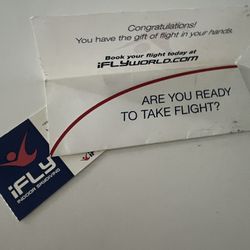 Congratulations!
You have the gift of flight in your hands.
Book your flight today at
iFLYWORLD.COM
ARE YOU READY
TO TAKE FLIGHT?
iFLY
INDOOR SKYDIVING